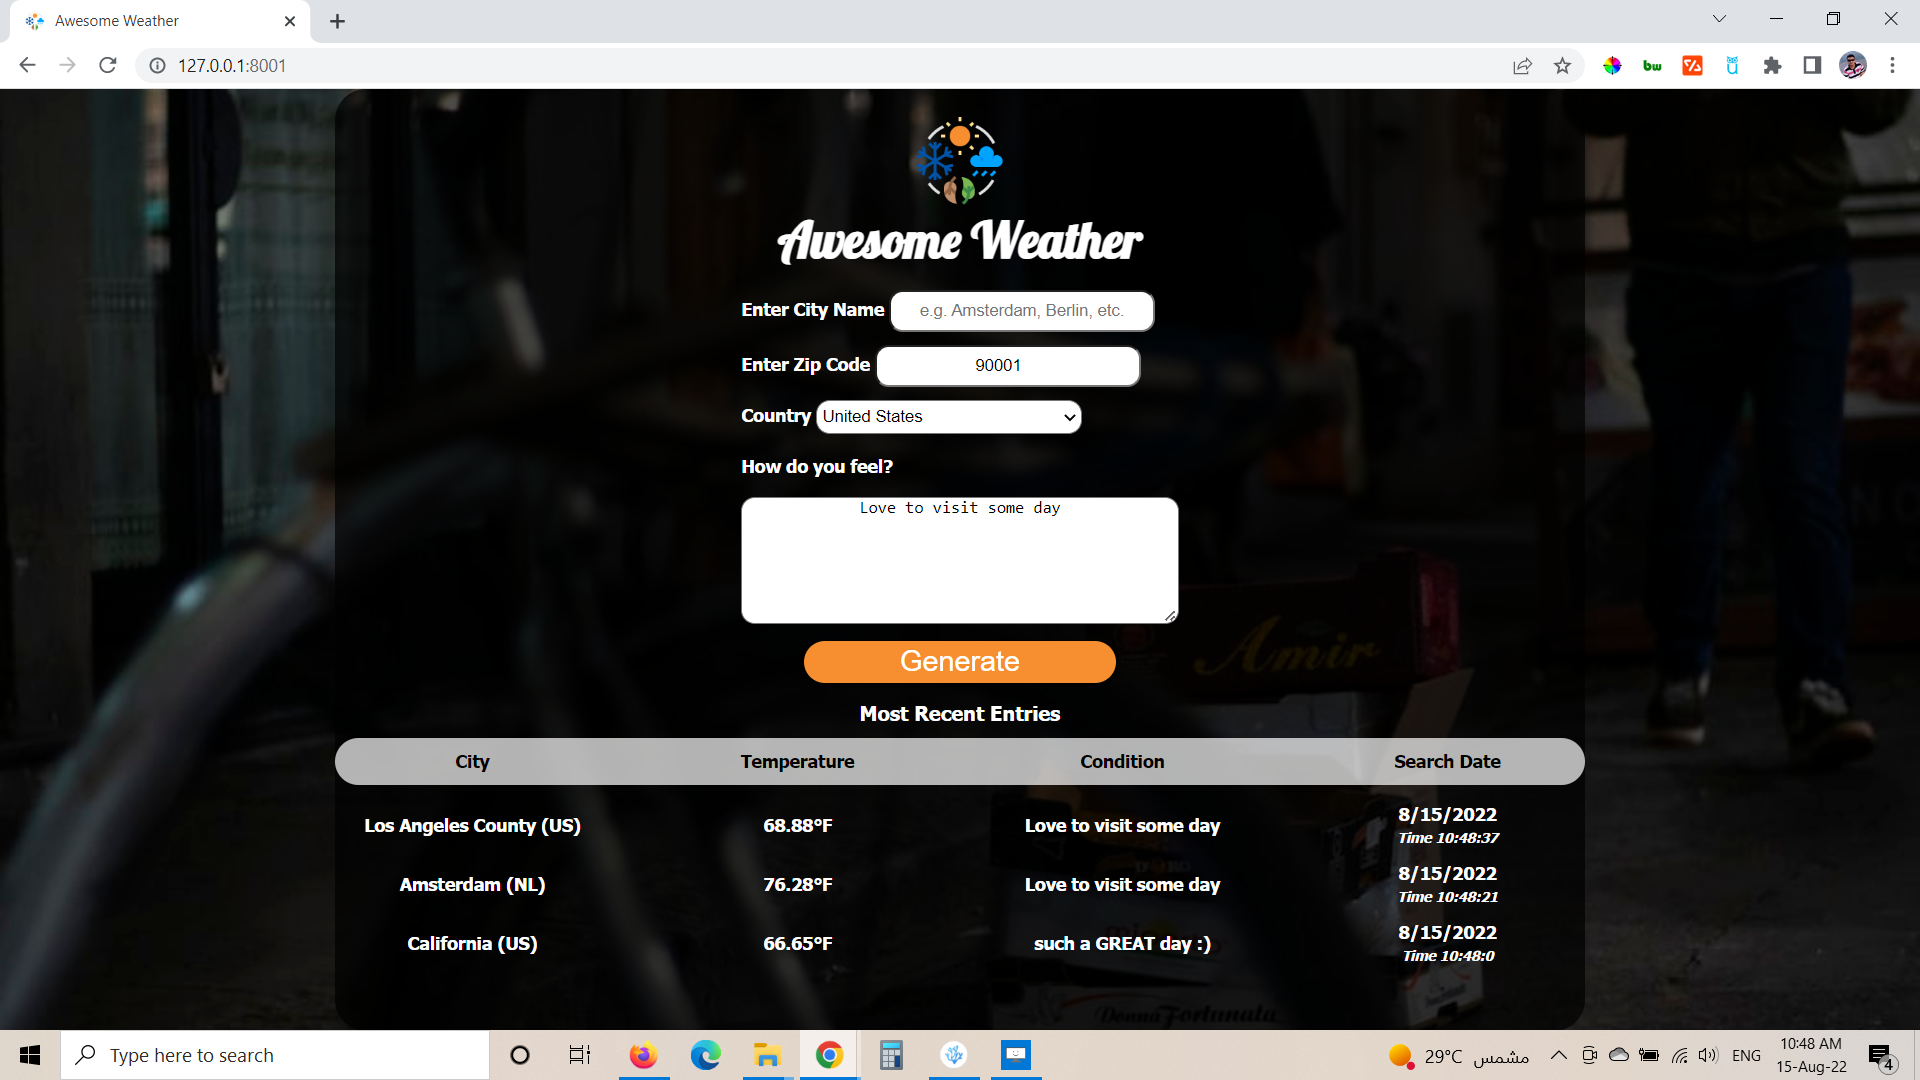 Awesome Weather
127.0.0.1:8001
bw
Awesome Weather
Enter City Name e.g. Amsterdam, Berlin, etc.
Enter Zip Code 90001
Country United States
How do you feel?
Love to visit some day
Amir
Generate
Most Recent Entries
City Temperature Condition Search Date
Los Angeles County (US) 68.88°F Love to visit some day 8/15/2022
Time 10:48:37
Amsterdam (NL) 76.28°F Love to visit some day 8/15/2022
Time 10:48:21
California (US) 66.65°F such a GREAT day :) 8/15/2022
Time 10:48:0
Donna Fortunata
Type here to search
29°C مشمس
ENG
10:48 AM
15-Aug-22
4